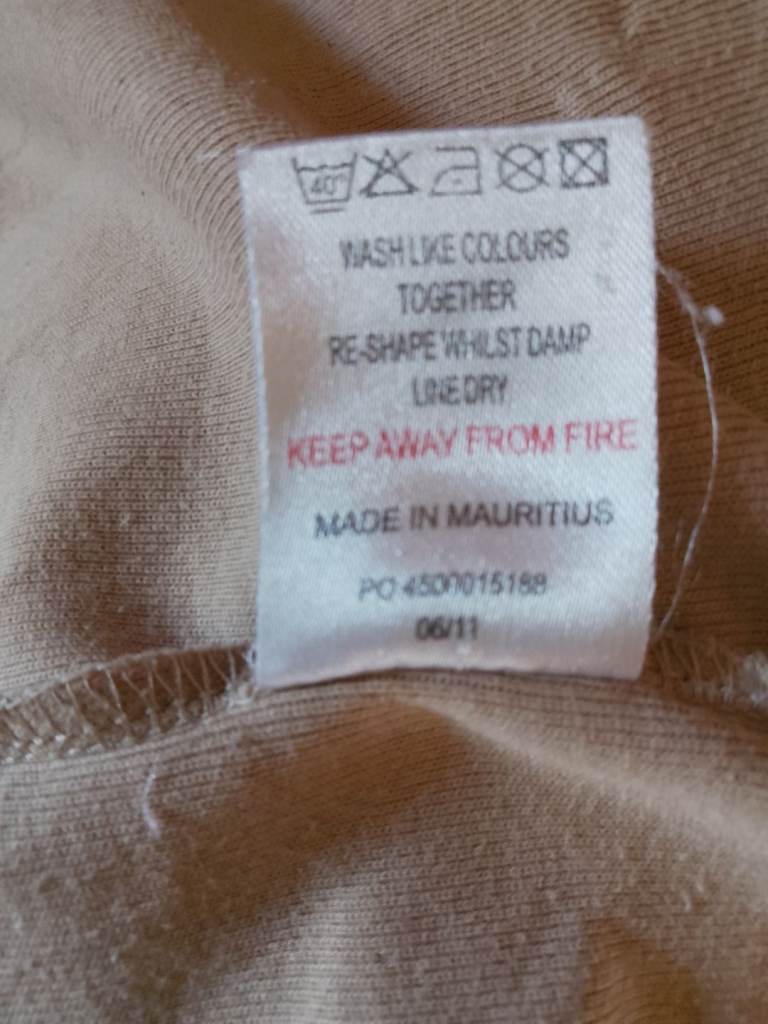 40°
WASH LIKE COLOURS
TOGETHER
RE-SHAPE WHILST DAMP
LINE DRY
KEEP AWAY FROM FIRE
MADE IN MAURITIUS
PO 4500015188
06/11